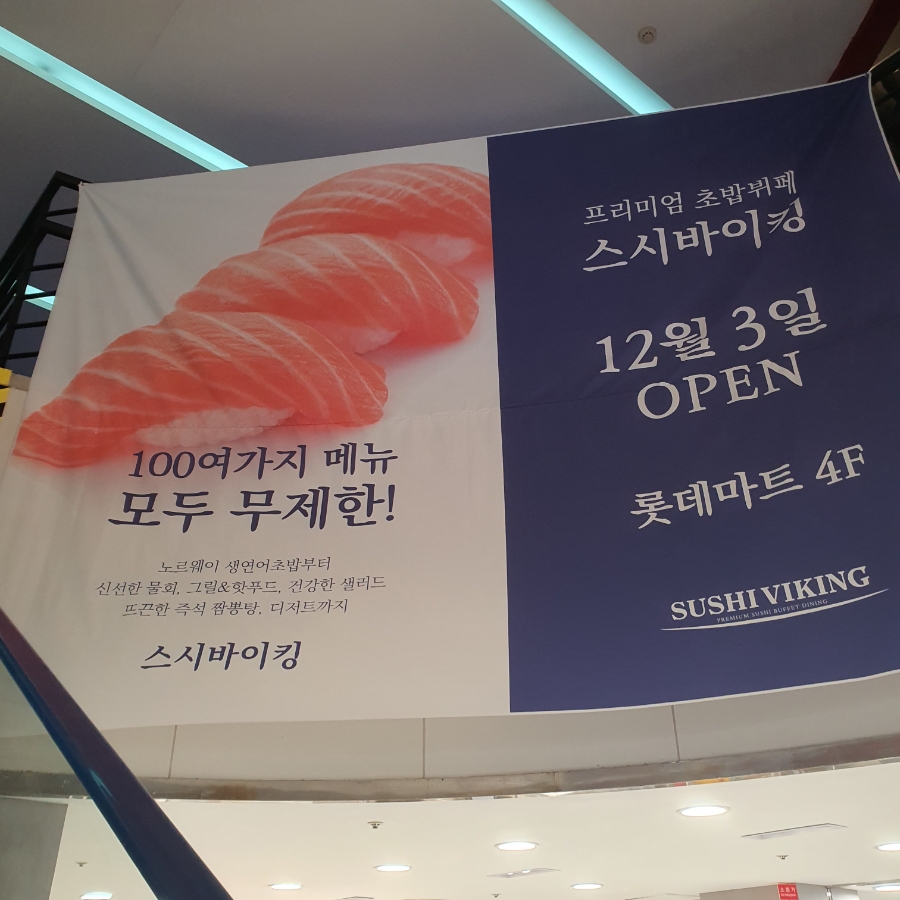 100여가지 메뉴
모두 무제한!
노르웨이 생연어초밥부터
신선한 물회, 그릴&핫푸드, 건강한 샐러드
뜨끈한 즉석 짬뽕탕, 디저트까지
스시바이킹
프리미엄 초밥뷔페
스시바이킹
12월 3일
OPEN
롯데마트 4F
SUSHI VIKING
PREMIUM SUSHI BUFFET DINING